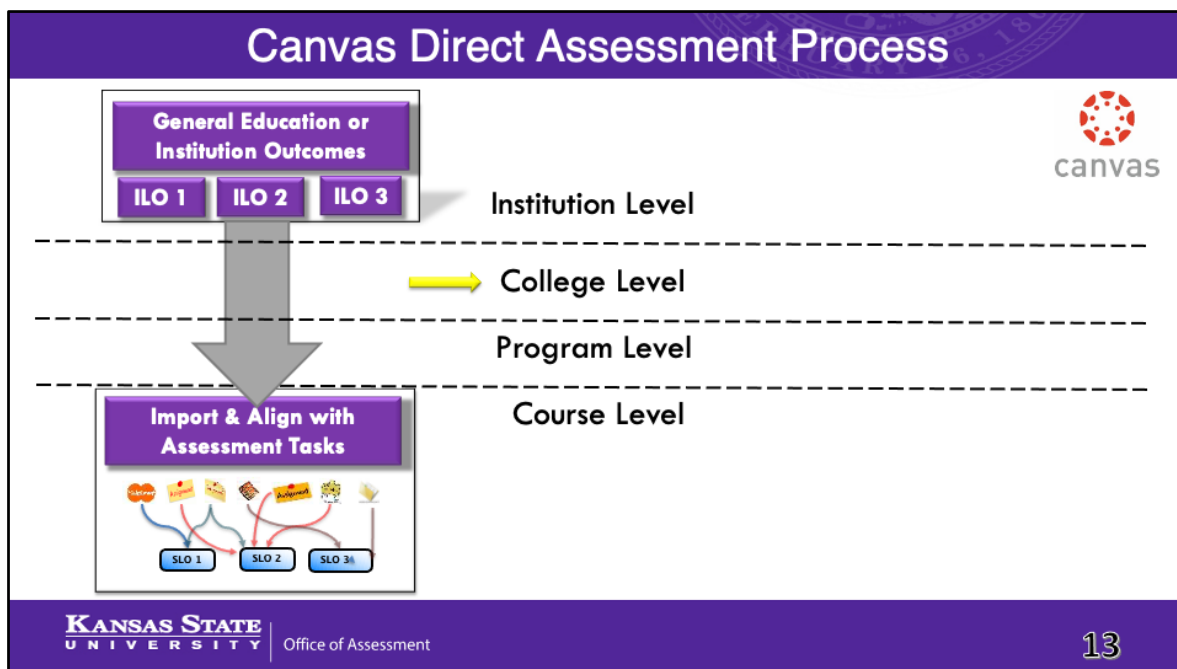 Canvas Direct Assessment Process
General Education or
Institution Outcomes
ILO 1
ILO 2
ILO 3
canvas
Institution Level
College Level
Program Level
Course Level
Import & Align with
Assessment Tasks
Assignment
SLO 1
SLO 2
SLO 3
KANSAS STATE
UNIVERSITY
Office of Assessment
13